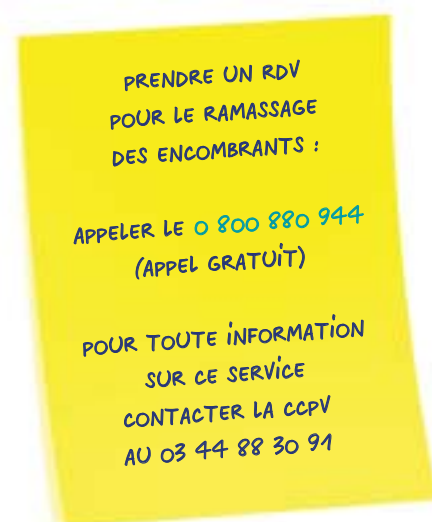 PRENDRE UN RDV
POUR LE RAMASSAGE
DES ENCOMBRANTS :
APPELER LE 0 800 880 944
(APPEL GRATUIT)
POUR TOUTE INFORMATION
SUR CE SERVICE
CONTACTER LA CCPV
AU 03 44 88 30 91